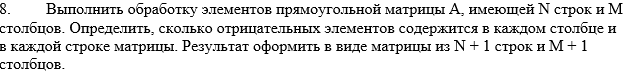 8. Выполнить обработку элементов прямоугольной матрицы А, имеющей N строк и М
столбцов. Определить, сколько отрицательных элементов содержится в каждом столбце и
в каждой строке матрицы. Результат оформить в виде матрицы из N + 1 строк и М + 1
столбцов.